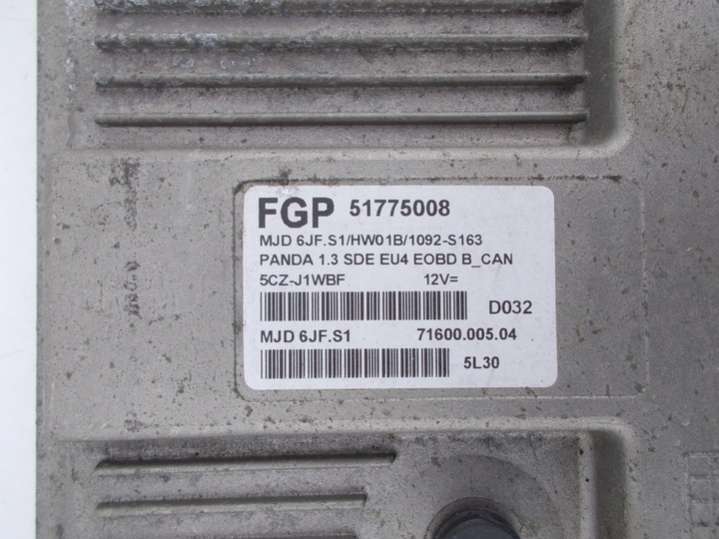 FGP 51775008
MJD 6JF.S1/HW01B/1092-S163
PANDA 1.3 SDE EU4 EOBD B_CAN
5CZ-J1WBF 12V=
D032
MJD 6JF.S1 71600.005.04
5L30